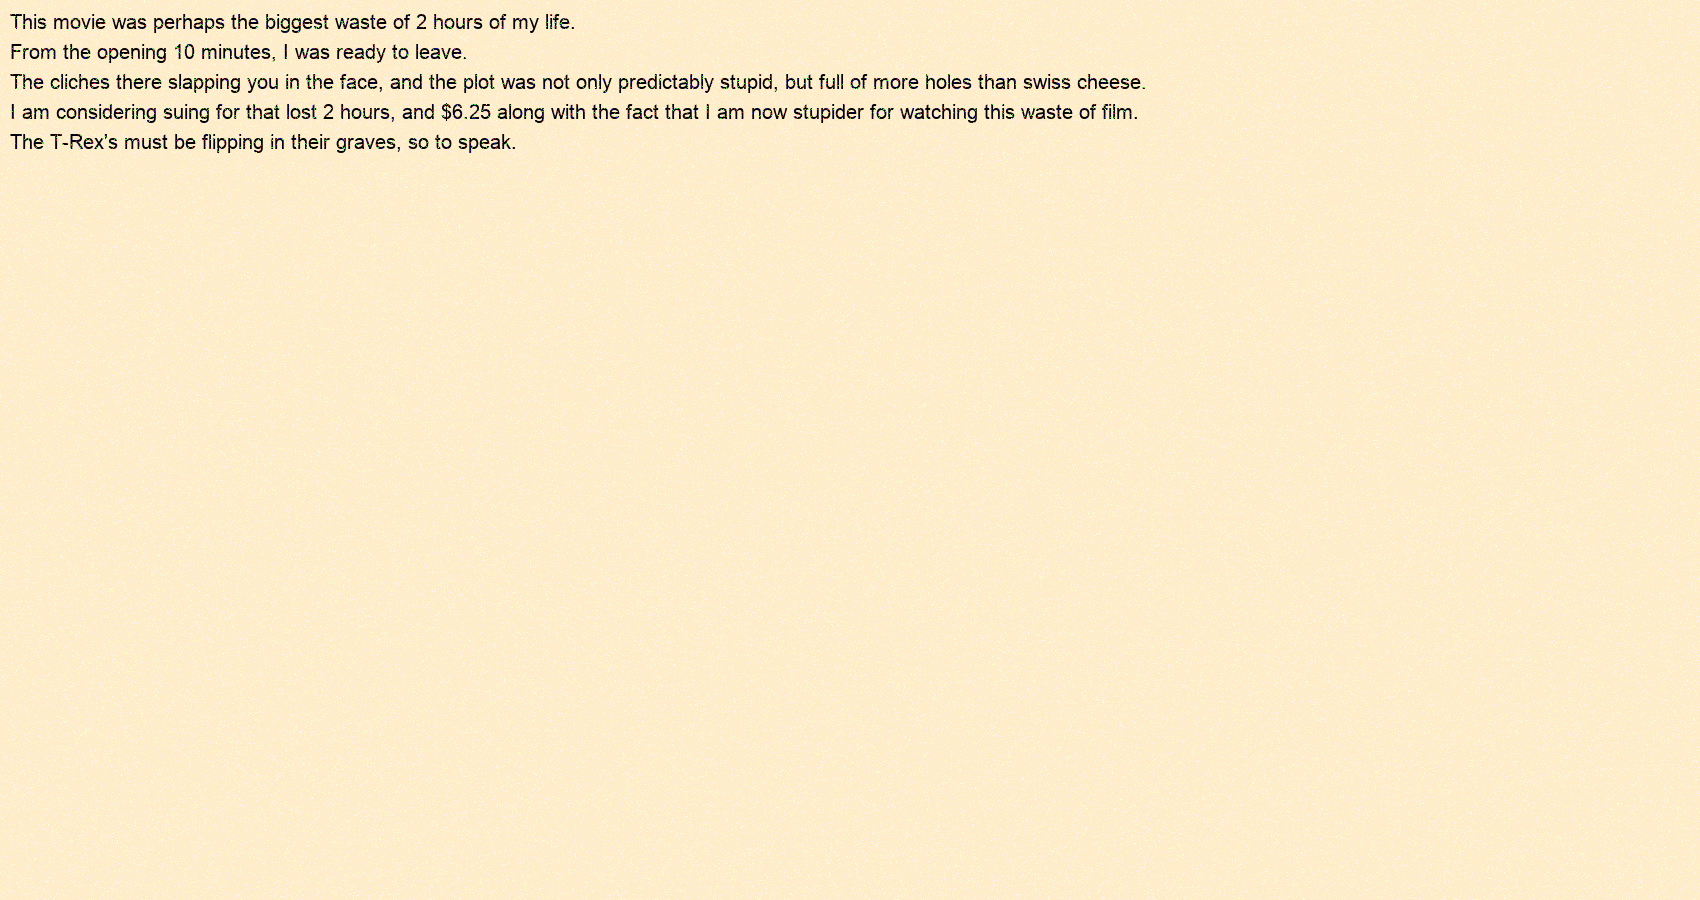 This movie was perhaps the biggest waste of 2 hours of my life.
From the opening 10 minutes, I was ready to leave.
The cliches there slapping you in the face, and the plot was not only predictably stupid, but full of more holes than swiss cheese.
I am considering suing for that lost 2 hours, and $6.25 along with the fact that I am now stupider for watching this waste of film.
The T-Rex's must be flipping in their graves, so to speak.